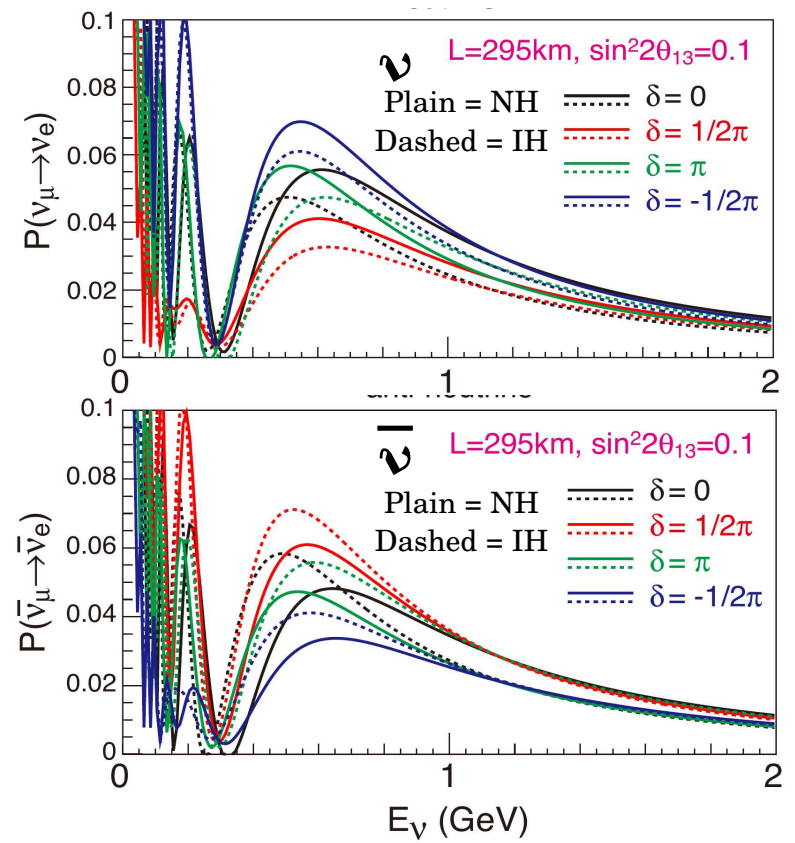 0.1
L=295km, sin²2θ₁₃=0.1
ν
0.08
Plain = NH
δ = 0
Dashed = IH
δ = 1/2π
0.06
δ = π
δ = -1/2π
P(νμ→νe)
0.04
0.02
0
0 1 2
0.1
L=295km, sin²2θ₁₃=0.1
ν̅
0.08
Plain = NH
δ = 0
Dashed = IH
δ = 1/2π
0.06
δ = π
δ = -1/2π
P(ν̅μ→ν̅e)
0.04
0.02
0
0 1 2
Eν (GeV)